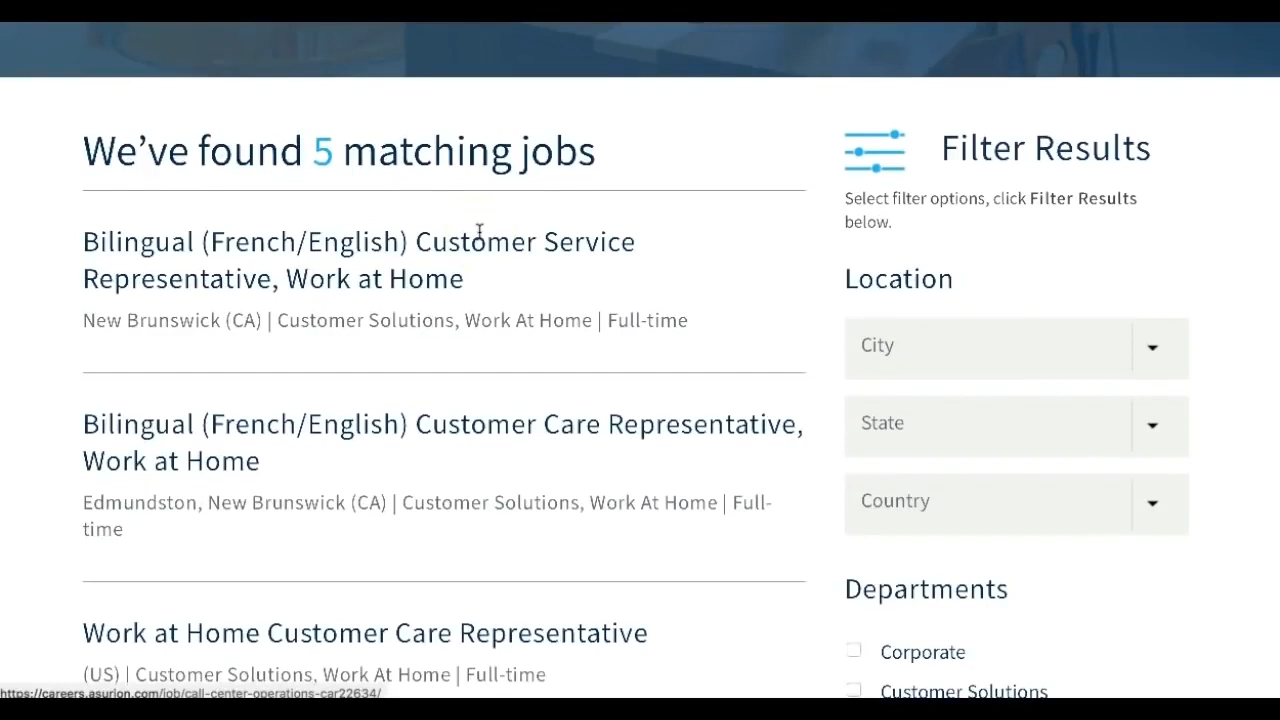 We've found 5 matching jobs
Bilingual (French/English) Customer Service
Representative, Work at Home
New Brunswick (CA) | Customer Solutions, Work At Home | Full-time
Bilingual (French/English) Customer Care Representative,
Work at Home
Edmundston, New Brunswick (CA) | Customer Solutions, Work At Home | Full-
time
Work at Home Customer Care Representative
(US) | Customer Solutions, Work At Home | Full-time
https://careers.asurion.com/job/call-center-operations-car22634/
Filter Results
Select filter options, click Filter Results
below.
Location
City
State
Country
Departments
Corporate
Customer Solutions